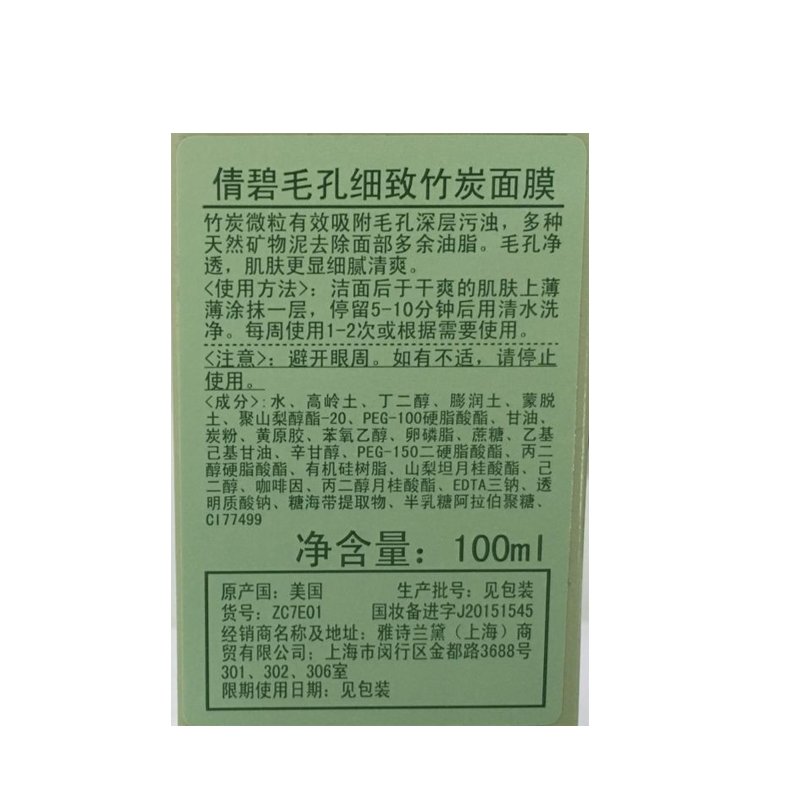 倩碧毛孔细致竹炭面膜
竹炭微粒有效吸附毛孔深层污浊，多种
天然矿物泥去除面部多余油脂。毛孔净
透，肌肤更显细腻清爽。
<使用方法>：洁面后于干爽的肌肤上薄
薄涂抹一层，停留5-10分钟后用清水洗
净。每周使用1-2次或根据需要使用。
<注意>：避开眼周。如有不适，请停止
使用。
<成分>:水、高岭土、丁二醇、膨润土、蒙脱
土、聚山梨醇酯-20、PEG-100硬脂酸酯、甘油、
炭粉、黄原胶、苯氧乙醇、卵磷脂、蔗糖、乙基
己基甘油、辛甘醇、PEG-150二硬脂酸酯、丙二
醇硬脂酸酯、有机硅树脂、山梨坦月桂酸酯、己
二醇、咖啡因、丙二醇月桂酸酯、EDTA三钠、透
明质酸钠、糖海带提取物、半乳糖阿拉伯聚糖、
CI77499
净含量：100ml
原产国：美国 生产批号：见包装
货号：ZC7E01 国妆备进字J20151545
经销商名称及地址：雅诗兰黛（上海）商
贸有限公司；上海市闵行区金都路3688号
301、302、306室
限期使用日期：见包装